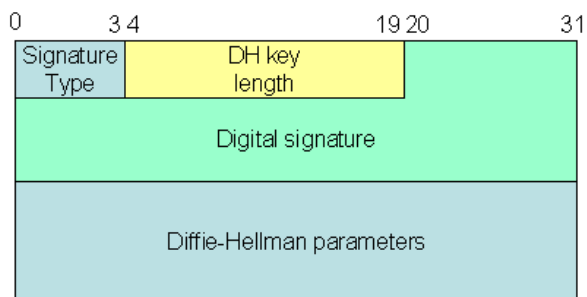 0 3 4 19 20 31
Signature DH key
Type length
Digital signature
Diffie-Hellman parameters